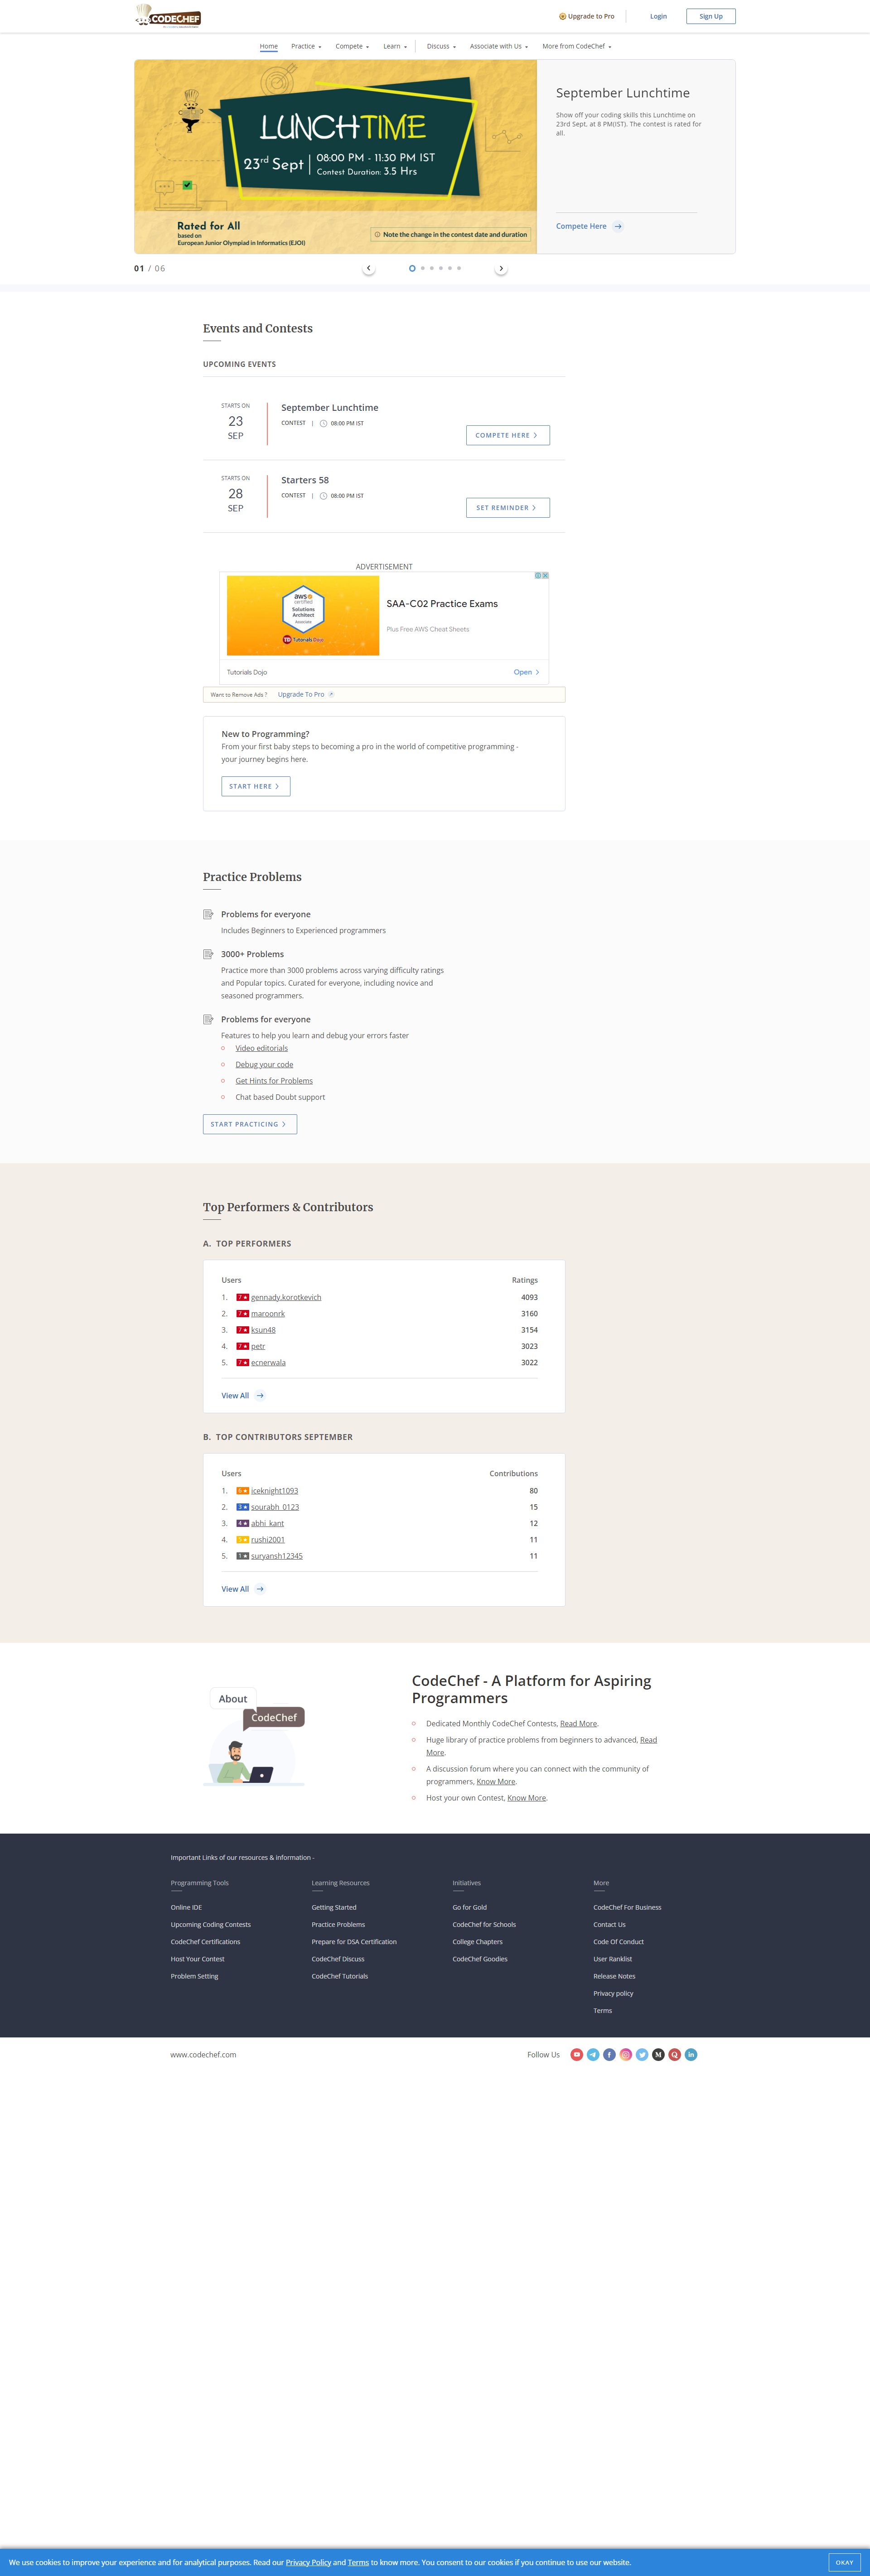 CODECHEF
Upgrade to Pro
Login
Sign Up
Home
Practice
Compete
Learn
Discuss
Associate with Us
More from CodeChef
LUNCHTIME
23rd Sept
08:00 PM - 11:30 PM IST
Contest Duration: 3.5 Hrs
Rated for All
based on
European Junior Olympiad in Informatics (EJOI)
Note the change in the contest date and duration
September Lunchtime
Show off your coding skills this Lunchtime on
23rd Sept, at 8 PM(IST). The contest is rated for
all.
Compete Here
01 / 06
Events and Contests
UPCOMING EVENTS
STARTS ON
23
SEP
September Lunchtime
CONTEST | 08:00 PM IST
COMPETE HERE
STARTS ON
28
SEP
Starters 58
CONTEST | 08:00 PM IST
SET REMINDER
ADVERTISEMENT
aws
certified
Solutions
Architect
Associate
TD Tutorials Dojo
SAA-C02 Practice Exams
Plus Free AWS Cheat Sheets
Tutorials Dojo
Open
Want to Remove Ads ?
Upgrade To Pro
New to Programming?
From your first baby steps to becoming a pro in the world of competitive programming -
your journey begins here.
START HERE
Practice Problems
Problems for everyone
Includes Beginners to Experienced programmers
3000+ Problems
Practice more than 3000 problems across varying difficulty ratings
and Popular topics. Curated for everyone, including novice and
seasoned programmers.
Problems for everyone
Features to help you learn and debug your errors faster
Video editorials
Debug your code
Get Hints for Problems
Chat based Doubt support
START PRACTICING
Top Performers & Contributors
A. TOP PERFORMERS
Users Ratings
1. 7★ gennady.korotkevich 4093
2. 7★ maroonrk 3160
3. 7★ ksun48 3154
4. 7★ petr 3023
5. 7★ ecnerwala 3022
View All
B. TOP CONTRIBUTORS SEPTEMBER
Users Contributions
1. 6★ iceknight1093 80
2. 3★ sourabh_0123 15
3. 4★ abhi_kant 12
4. 5★ rushi2001 11
5. 1★ suryansh12345 11
View All
About
CodeChef
CodeChef - A Platform for Aspiring
Programmers
Dedicated Monthly CodeChef Contests, Read More.
Huge library of practice problems from beginners to advanced, Read
More.
A discussion forum where you can connect with the community of
programmers, Know More.
Host your own Contest, Know More.
Important Links of our resources & information -
Programming Tools
Online IDE
Upcoming Coding Contests
CodeChef Certifications
Host Your Contest
Problem Setting
Learning Resources
Getting Started
Practice Problems
Prepare for DSA Certification
CodeChef Discuss
CodeChef Tutorials
Initiatives
Go for Gold
CodeChef for Schools
College Chapters
CodeChef Goodies
More
CodeChef For Business
Contact Us
Code Of Conduct
User Ranklist
Release Notes
Privacy policy
Terms
www.codechef.com
Follow Us
We use cookies to improve your experience and for analytical purposes. Read our Privacy Policy and Terms to know more. You consent to our cookies if you continue to use our website.
OKAY